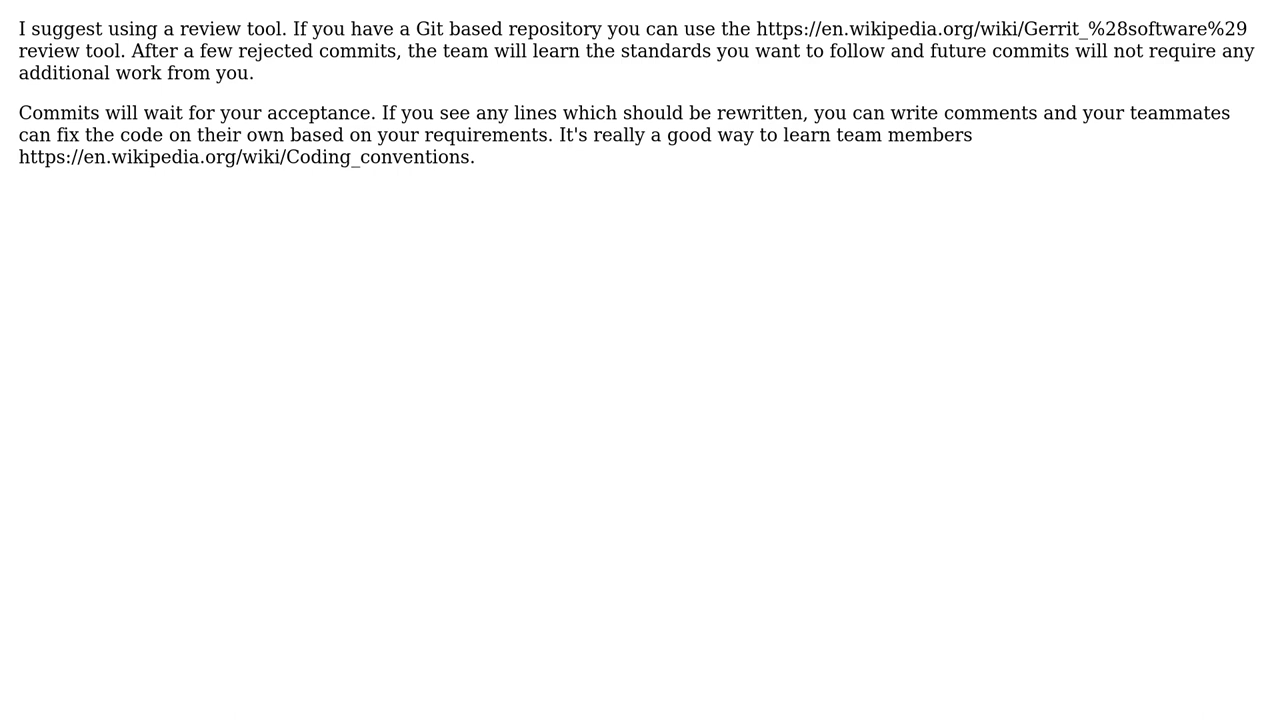 I suggest using a review tool. If you have a Git based repository you can use the https://en.wikipedia.org/wiki/Gerrit_%28software%29
review tool. After a few rejected commits, the team will learn the standards you want to follow and future commits will not require any
additional work from you.
Commits will wait for your acceptance. If you see any lines which should be rewritten, you can write comments and your teammates
can fix the code on their own based on your requirements. It's really a good way to learn team members
https://en.wikipedia.org/wiki/Coding_conventions.